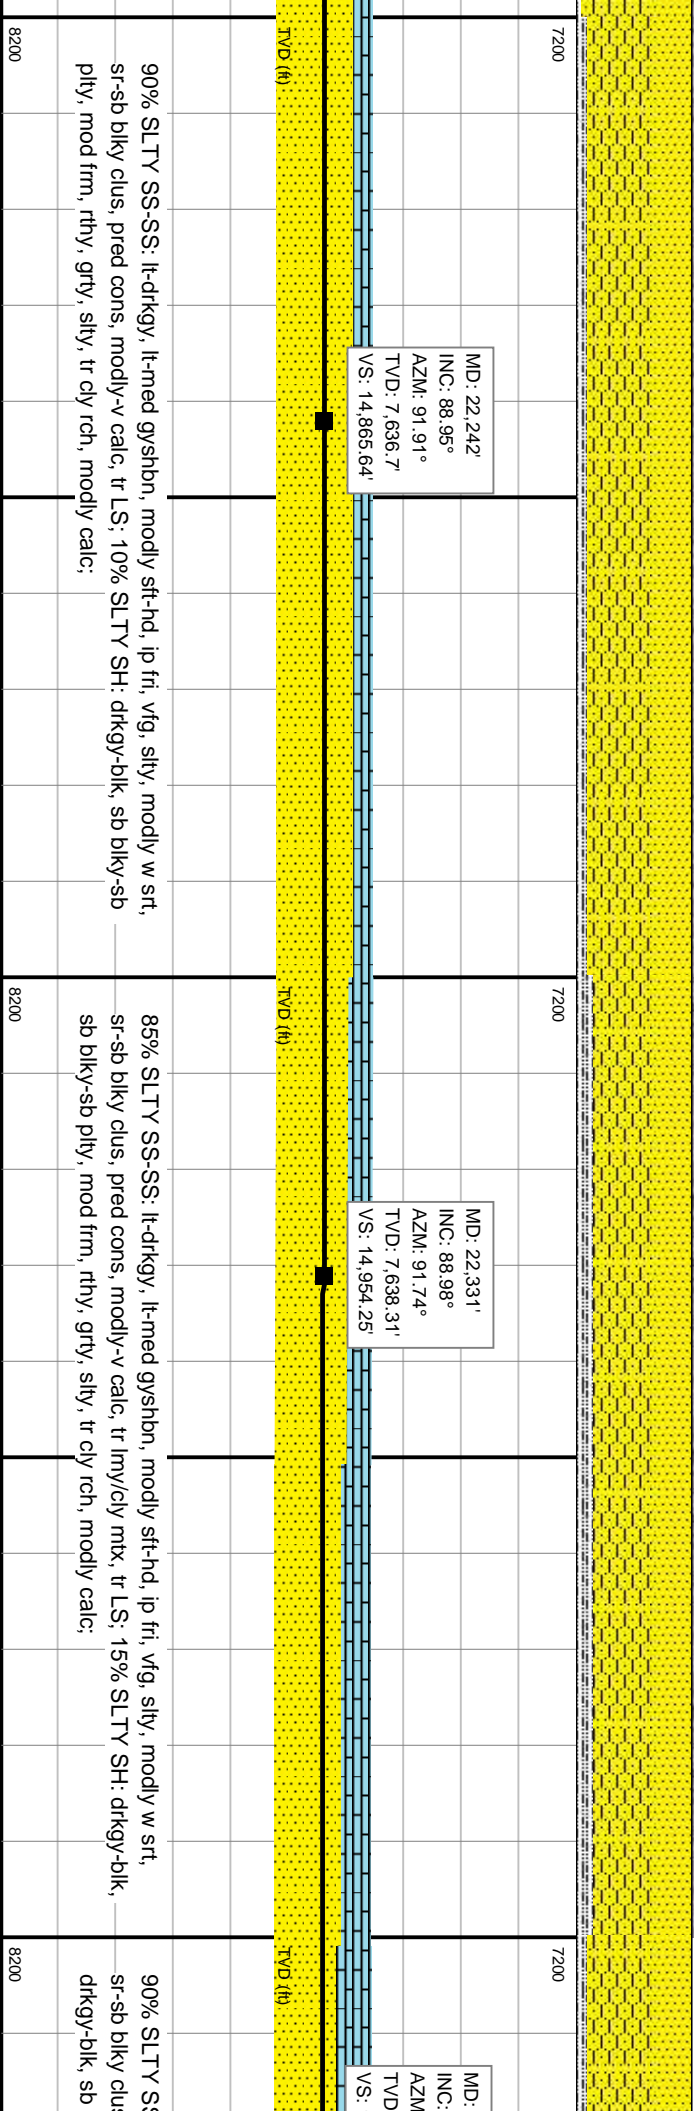 7200
TVD (ft)
8200
MD: 22,242'
INC: 88.95°
AZM: 91.91°
TVD: 7,636.7'
VS: 14,865.64'
90% SLTY SS-SS: lt-drkgy, lt-med gyshbn, modly sft-hd, ip fri, vfg, slty, modly w srt,
sr-sb blky clus, pred cons, modly-v calc, tr LS; 10% SLTY SH: drkgy-blk, sb blky-sb
plty, mod frm, rthy, grty, slty, tr cly rch, modly calc;
7200
TVD (ft)
8200
MD: 22,331'
INC: 88.98°
AZM: 91.74°
TVD: 7,638.31'
VS: 14,954.25'
85% SLTY SS-SS: lt-drkgy, lt-med gyshbn, modly sft-hd, ip fri, vfg, slty, modly w srt,
sr-sb blky clus, pred cons, modly-v calc, tr lmy/cly mtx, tr LS; 15% SLTY SH: drkgy-blk,
sb blky-sb plty, mod frm, rthy, grty, slty, tr cly rch, modly calc;
7200
TVD (ft)
8200
MD:
INC:
AZM
TVD
VS:
90% SLTY SS
sr-sb blky clus
drkgy-blk, sb